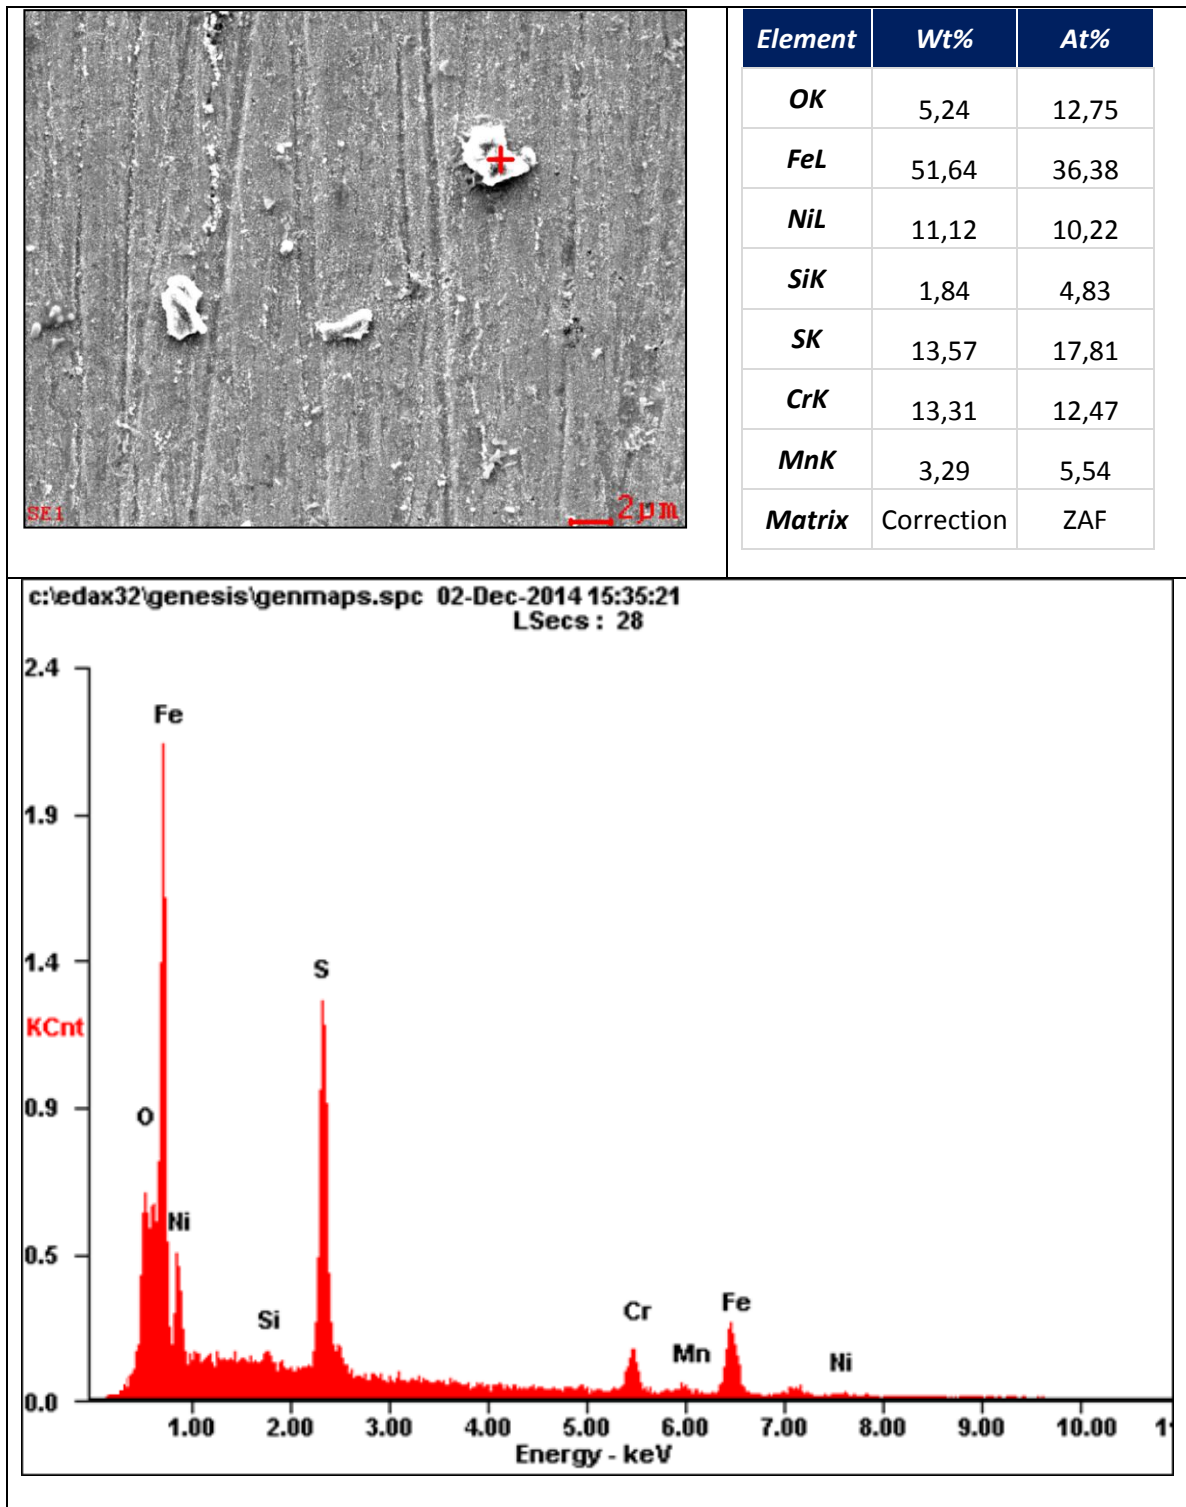 SE1
2µm
Element Wt% At%
OK 5,24 12,75
FeL 51,64 36,38
NiL 11,12 10,22
SiK 1,84 4,83
SK 13,57 17,81
CrK 13,31 12,47
MnK 3,29 5,54
Matrix Correction ZAF
c:\edax32\genesis\genmaps.spc 02-Dec-2014 15:35:21
LSecs : 28
2.4
Fe
1.9
S
1.4
KCnt
O
0.9
Ni
0.5
Si
Cr
Mn
Fe
Ni
0.0
1.00 2.00 3.00 4.00 5.00 6.00 7.00 8.00 9.00 10.00 1
Energy - keV